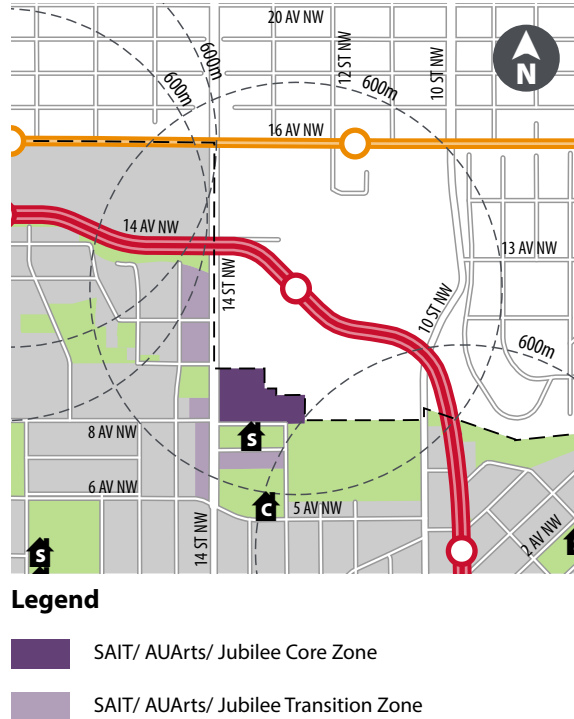 20 AV NW
600m
600m
12 ST NW
10 ST NW
N
600m
16 AV NW
14 AV NW
14 ST NW
13 AV NW
10 ST NW
600m
8 AV NW
S
6 AV NW
C
5 AV NW
14 ST NW
2 AV NW
S
Legend
SAIT/ AUArts/ Jubilee Core Zone
SAIT/ AUArts/ Jubilee Transition Zone